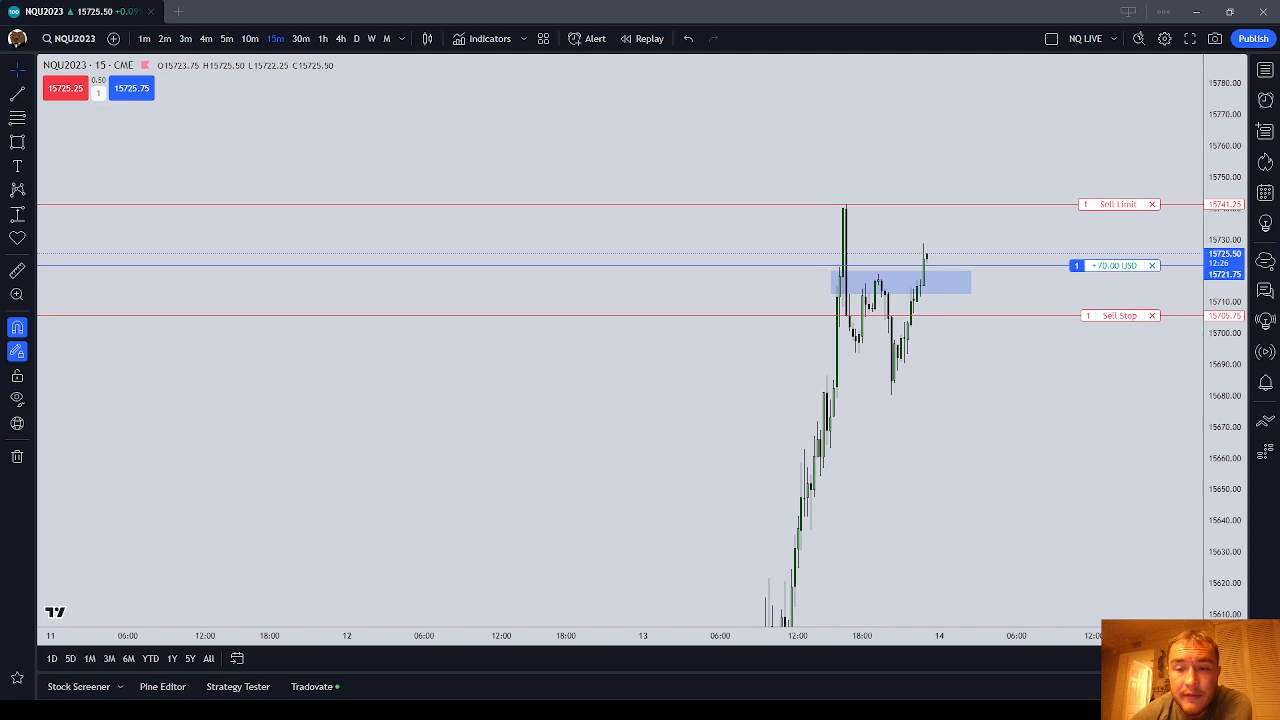 NQU2023 ▲ 15725.50 +0.09
NQU2023 1m 2m 3m 4m 5m 10m 15m 30m 1h 4h D W M Indicators Alert Replay NQ LIVE Publish
NQU2023 · 15 · CME O15723.75 H15725.50 L15722.25 C15725.50
15725.25 0.50 1 15725.75
15780.00
15770.00
15760.00
15750.00
1 Sell Limit 15741.25
15730.00
15725.50
12:26
1 +70.00 USD 15721.75
15710.00
1 Sell Stop 15705.75
15700.00
15690.00
15680.00
15670.00
15660.00
15650.00
15640.00
15630.00
15620.00
15610.00
11 06:00 12:00 18:00 12 06:00 12:00 18:00 13 06:00 12:00 18:00 14 06:00 12:0
1D 5D 1M 3M 6M YTD 1Y 5Y All
Stock Screener Pine Editor Strategy Tester Tradovate